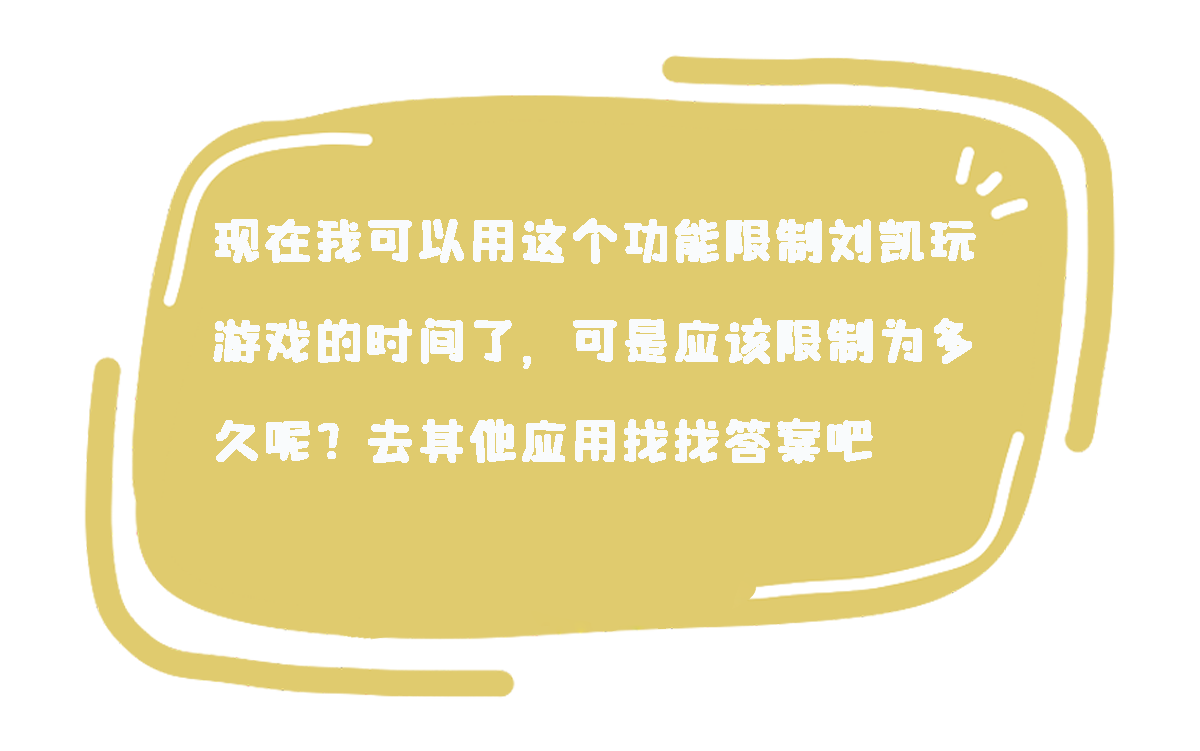 现在我可以用这个功能限制刘凯玩
游戏的时间了，可是应该限制为多
久呢？去其他应用找找答案吧